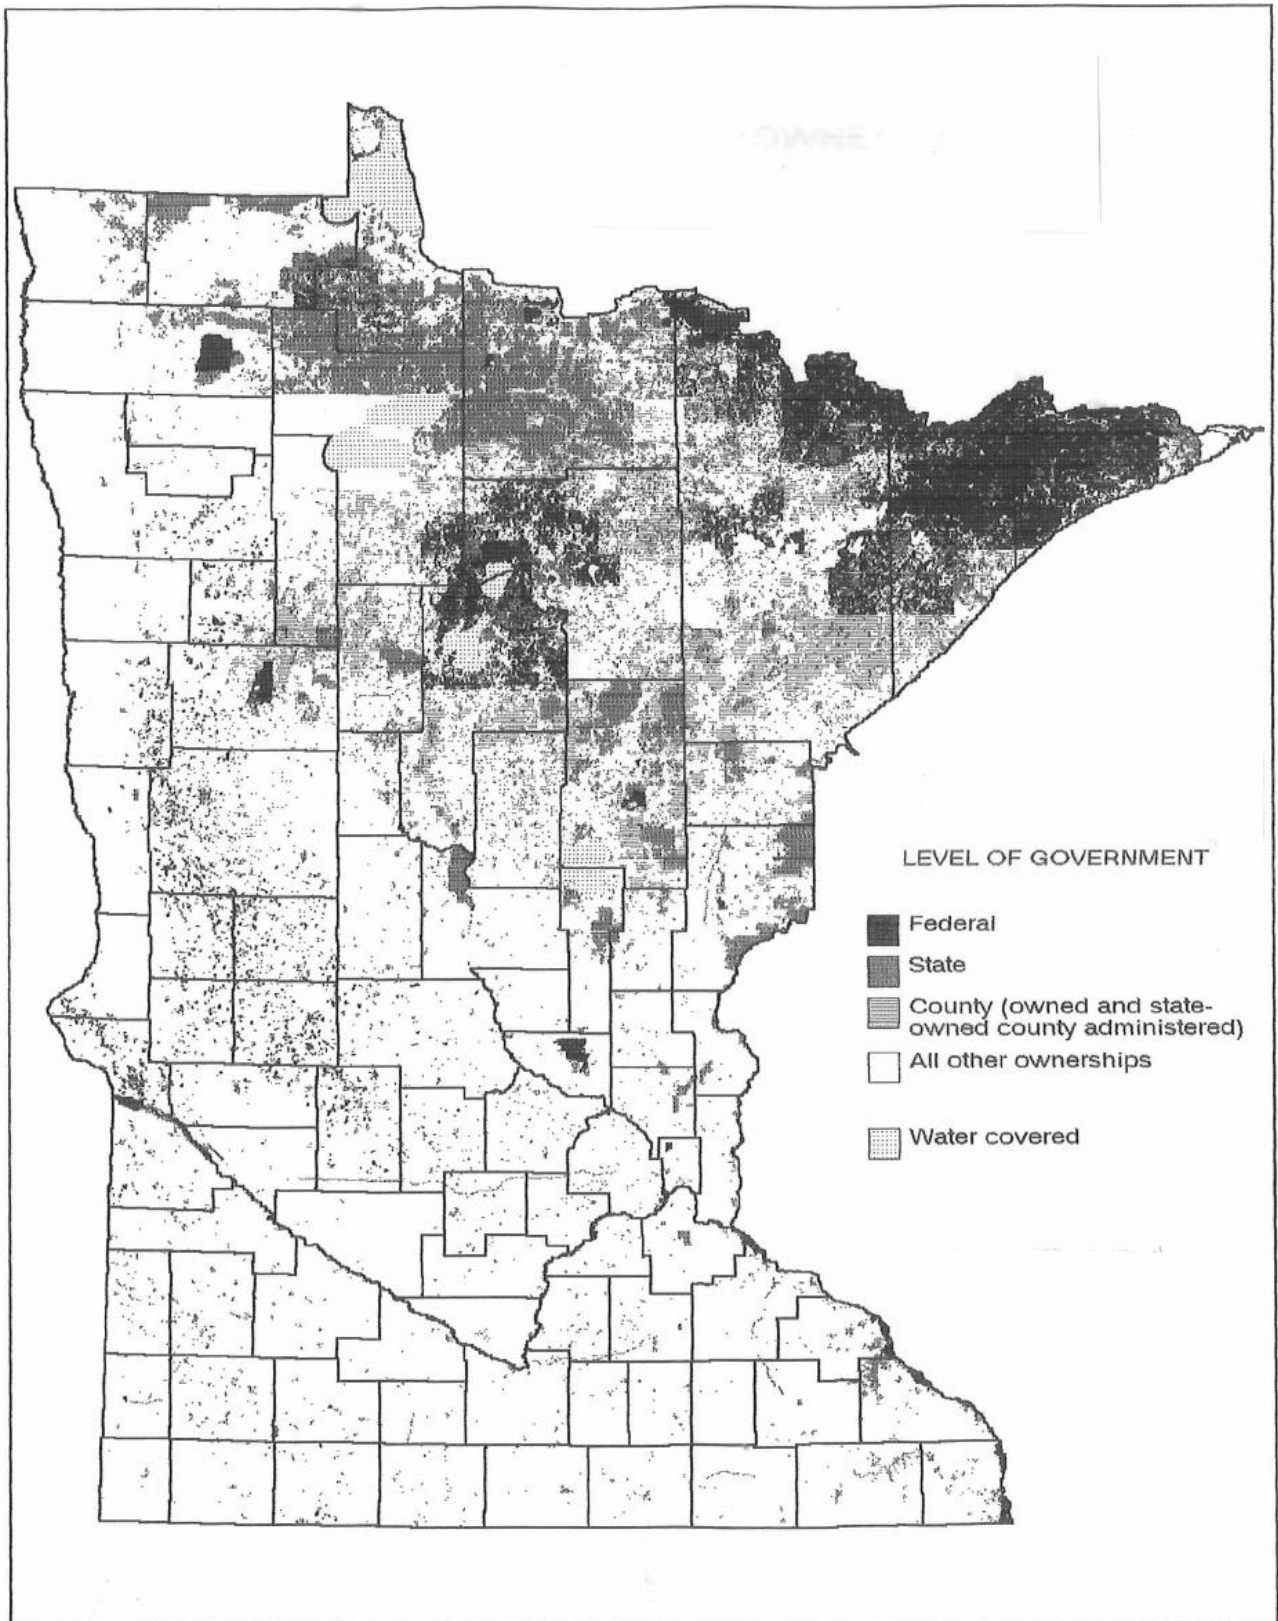 LEVEL OF GOVERNMENT
Federal
State
County (owned and state-
owned county administered)
All other ownerships
Water covered